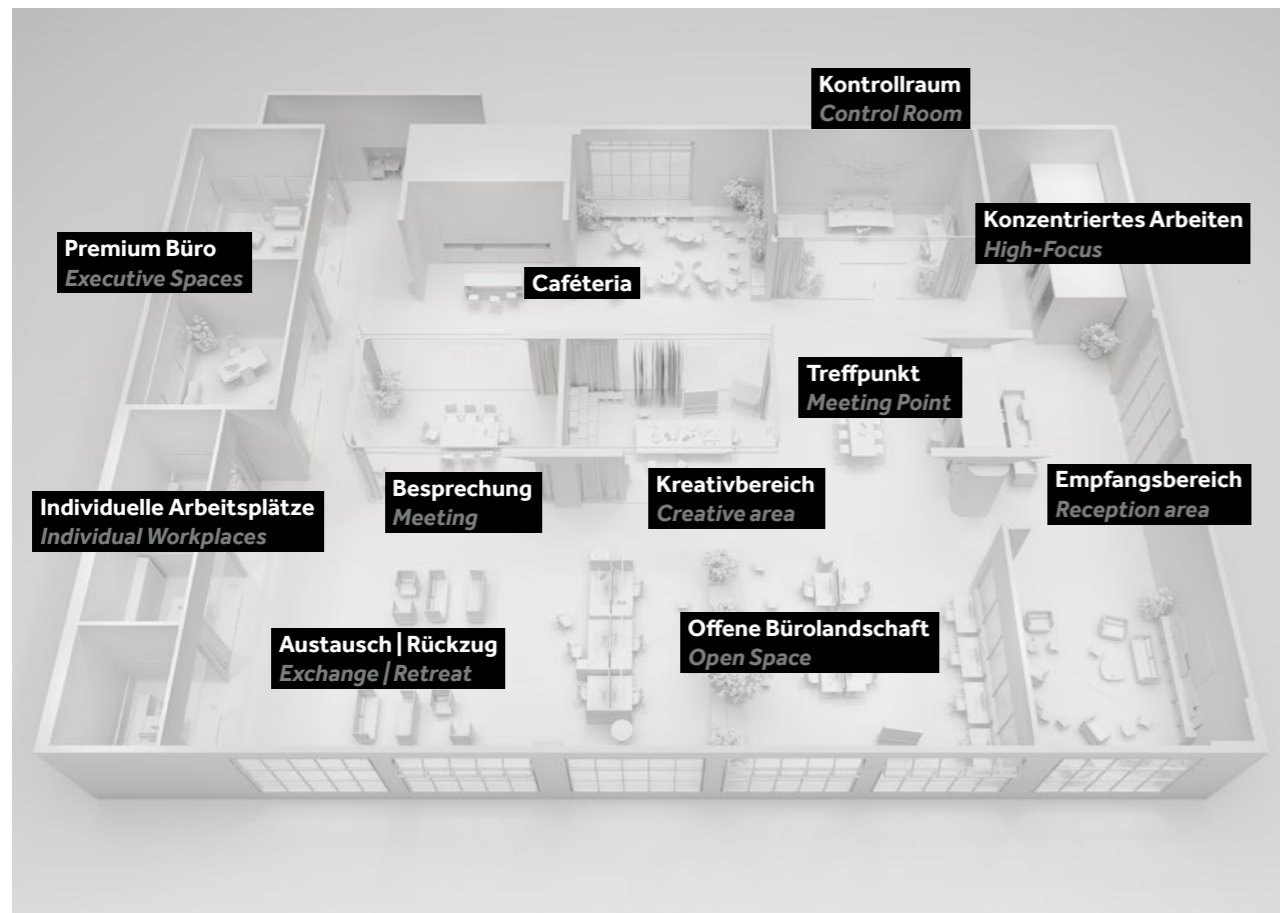 Kontrollraum
Control Room
Konzentriertes Arbeiten
High-Focus
Premium Büro
Executive Spaces
Caféteria
Treffpunkt
Meeting Point
Besprechung
Meeting
Kreativbereich
Creative area
Empfangsbereich
Reception area
Individuelle Arbeitsplätze
Individual Workplaces
Austausch | Rückzug
Exchange | Retreat
Offene Bürolandschaft
Open Space